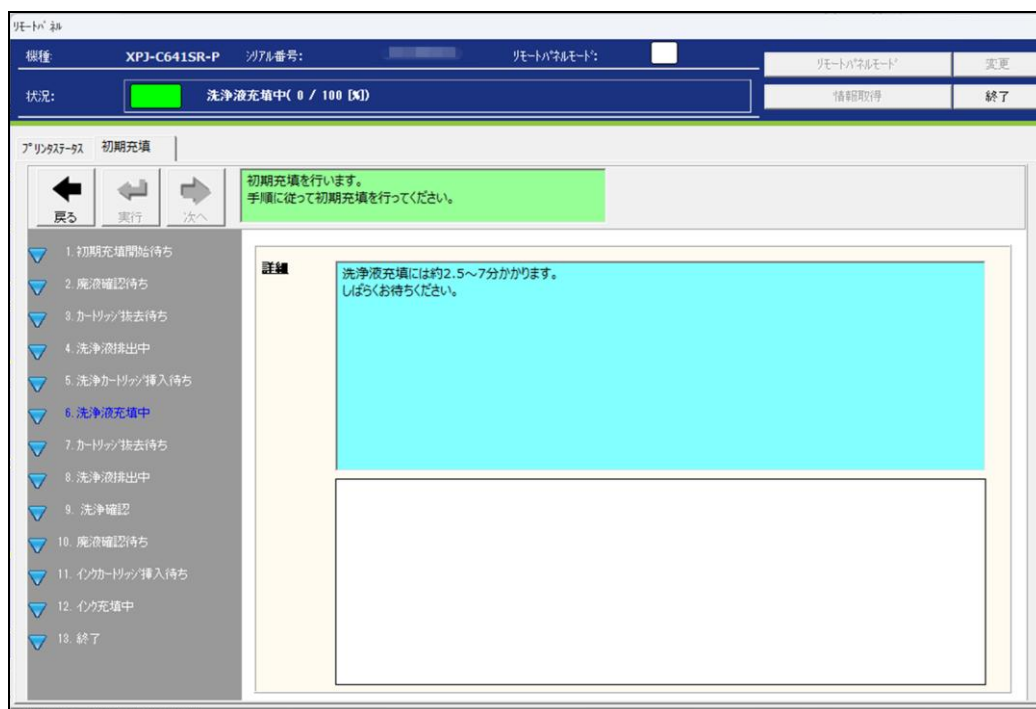 リモートパネル
機種: XPJ-C641SR-P シリアル番号: リモートパネルモード:
リモートパネルモード 変更
状況: 洗浄液充填中( 0 / 100 [%])
情報取得 終了
プリンタステータス 初期充填
戻る 実行 次へ
初期充填を行います。
手順に従って初期充填を行ってください。
1. 初期充填開始待ち
2. 廃液確認待ち
3. カートリッジ抜去待ち
4. 洗浄液排出中
5. 洗浄カートリッジ挿入待ち
6. 洗浄液充填中
7. カートリッジ抜去待ち
8. 洗浄液排出中
9. 洗浄確認
10. 廃液確認待ち
11. インクカートリッジ挿入待ち
12. インク充填中
13. 終了
詳細
洗浄液充填には約2.5～7分かかります。
しばらくお待ちください。